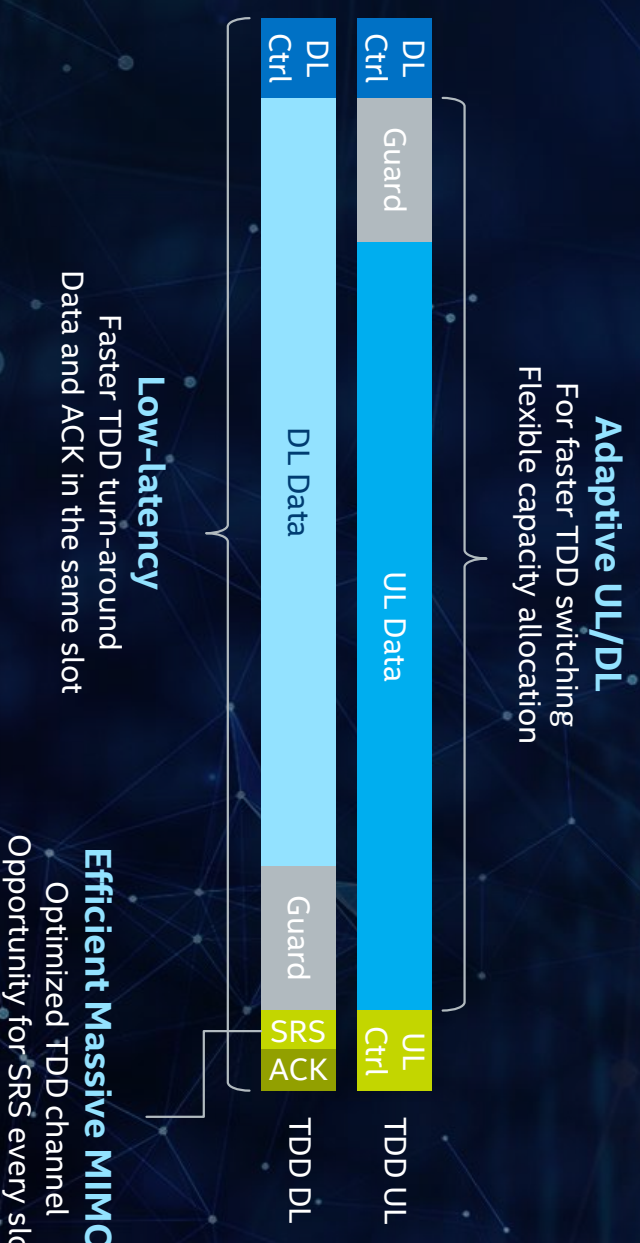 Adaptive UL/DL
For faster TDD switching
Flexible capacity allocation
DL
Ctrl
Guard
UL Data
UL
Ctrl
TDD UL
DL
Ctrl
DL Data
Guard
SRS
ACK
TDD DL
Low-latency
Faster TDD turn-around
Data and ACK in the same slot
Efficient Massive MIMO
Optimized TDD channel
Opportunity for SRS every